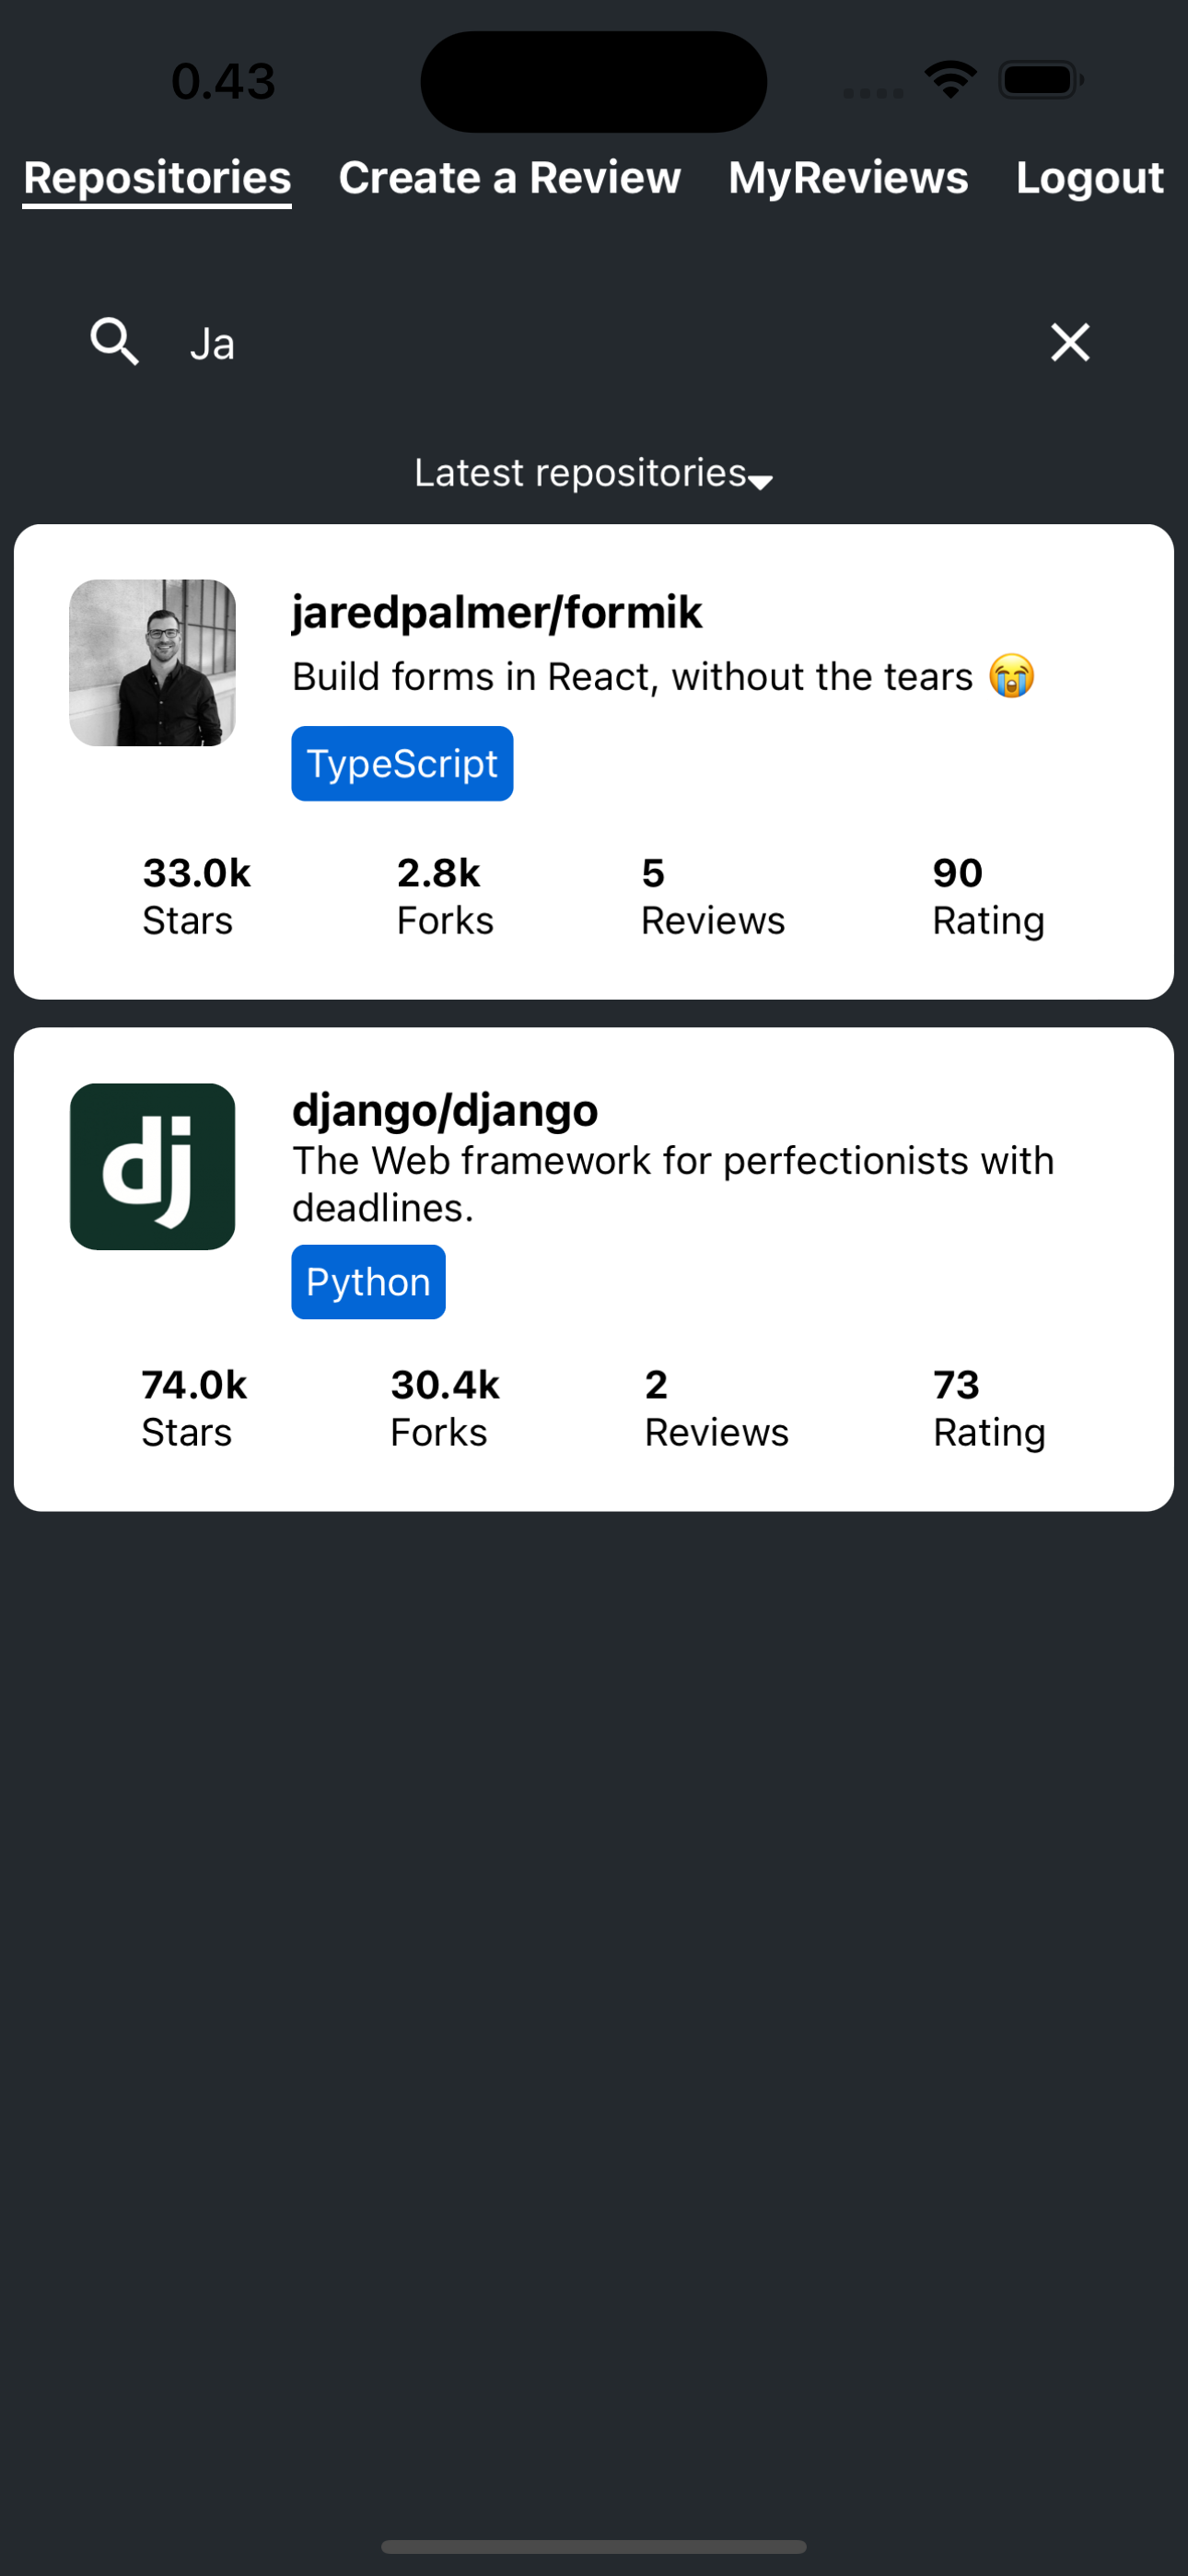 0.43
Repositories Create a Review MyReviews Logout
Ja
Latest repositories
jaredpalmer/formik
Build forms in React, without the tears 😭
TypeScript
33.0k 2.8k 5 90
Stars Forks Reviews Rating
dj
django/django
The Web framework for perfectionists with
deadlines.
Python
74.0k 30.4k 2 73
Stars Forks Reviews Rating